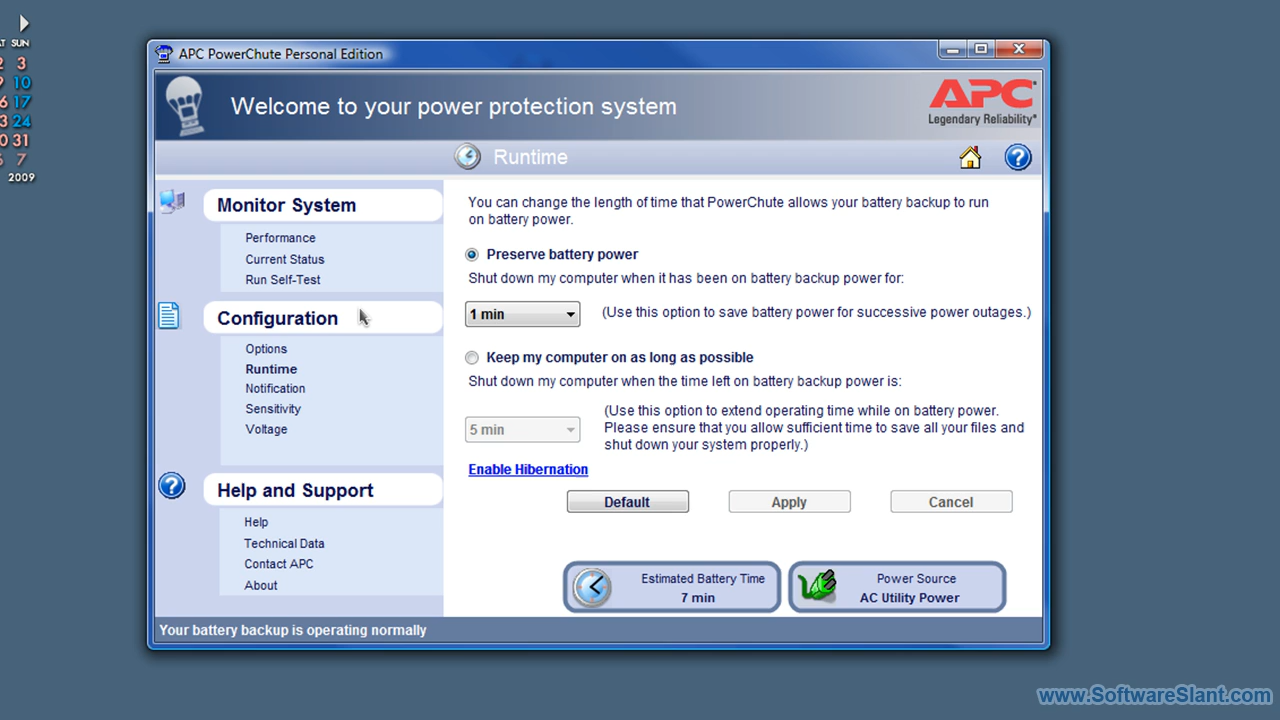 AT SUN
2 3
9 10
6 17
3 24
0 31
6 7
2009
APC PowerChute Personal Edition
Welcome to your power protection system
APC
Legendary Reliability®
Runtime
Monitor System
Performance
Current Status
Run Self-Test
Configuration
Options
Runtime
Notification
Sensitivity
Voltage
Help and Support
Help
Technical Data
Contact APC
About
You can change the length of time that PowerChute allows your battery backup to run
on battery power.
Preserve battery power
Shut down my computer when it has been on battery backup power for:
1 min
(Use this option to save battery power for successive power outages.)
Keep my computer on as long as possible
Shut down my computer when the time left on battery backup power is:
5 min
(Use this option to extend operating time while on battery power.
Please ensure that you allow sufficient time to save all your files and
shut down your system properly.)
Enable Hibernation
Default
Apply
Cancel
Estimated Battery Time
7 min
Power Source
AC Utility Power
Your battery backup is operating normally
www.SoftwareSlant.com